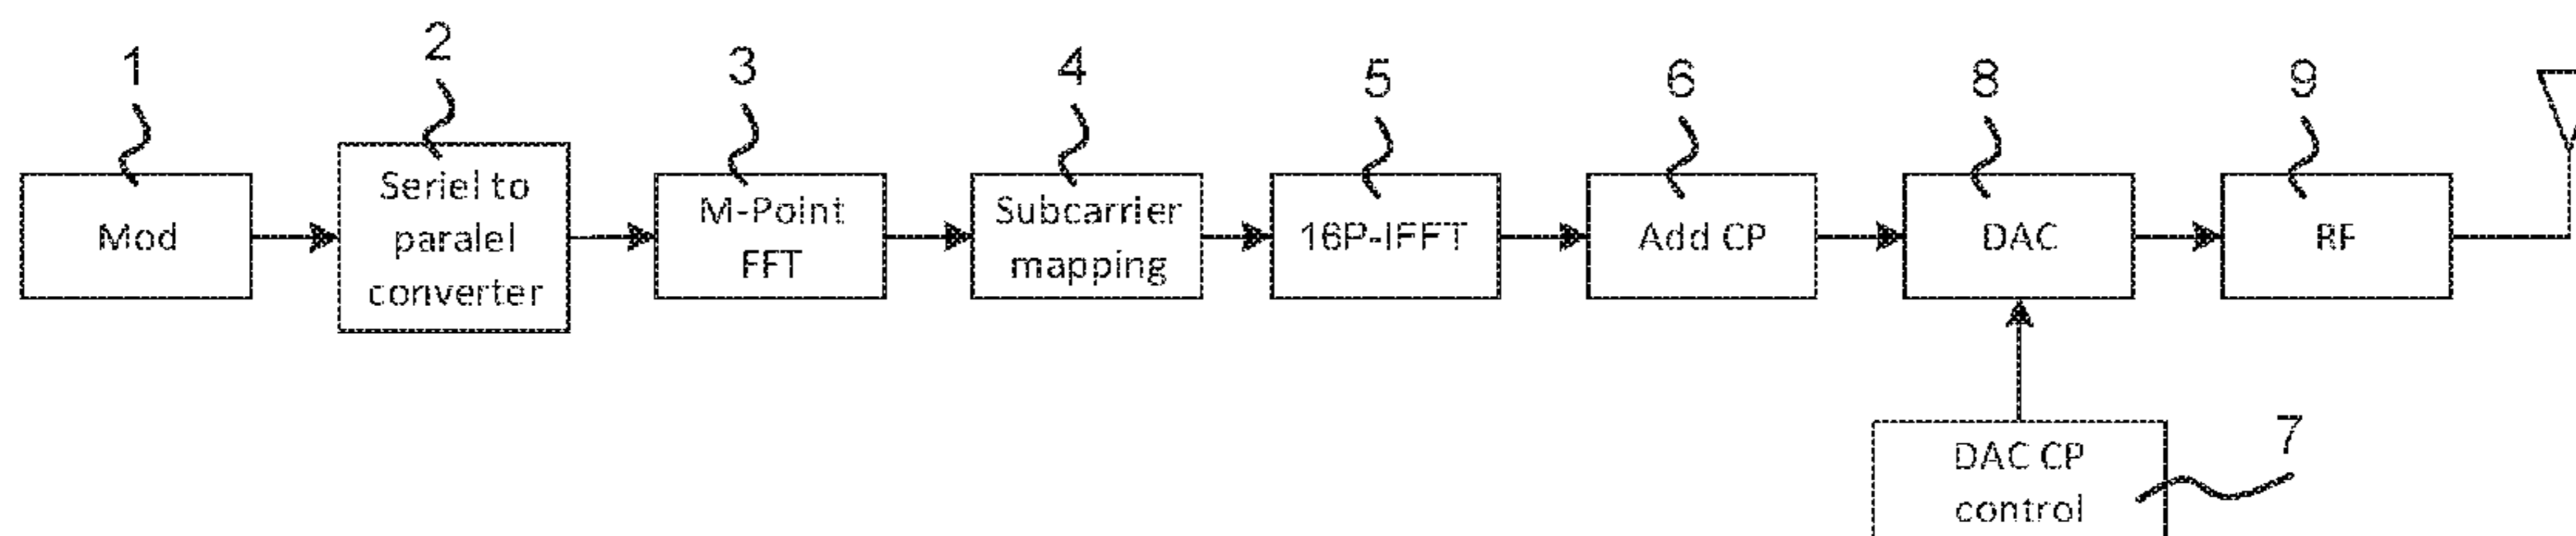 1
2
3
4
5
6
8
9
Mod
Seriel to
paralel
converter
M-Point
FFT
Subcarrier
mapping
16P-IFFT
Add CP
DAC
RF
7
DAC CP
control